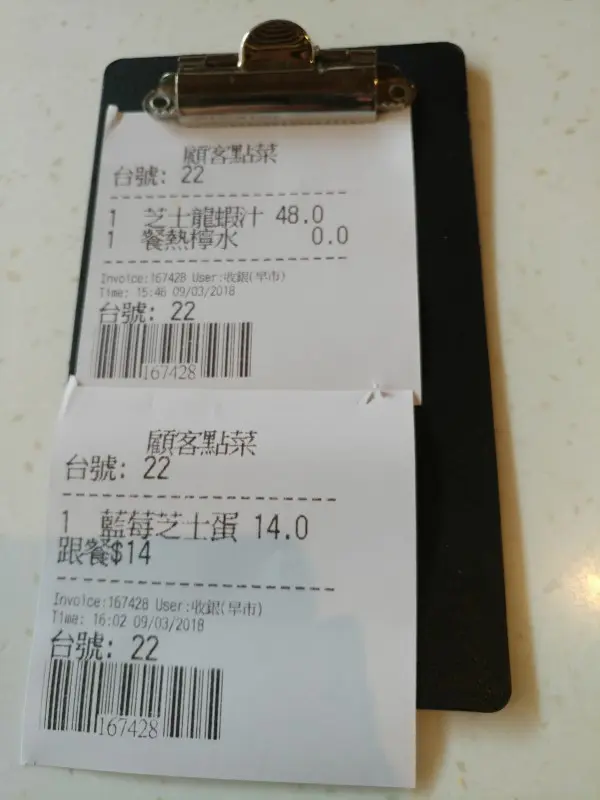 顧客點菜
台號: 22
1 芝士龍蝦汁 48.0
1 餐熱檸水 0.0
Invoice:167428 User:收銀(早市)
Time: 15:46 09/03/2018
台號: 22
167428
顧客點菜
台號: 22
1 藍莓芝士蛋 14.0
跟餐$14
Invoice:167428 User:收銀(早市)
Time: 16:02 09/03/2018
台號: 22
167428